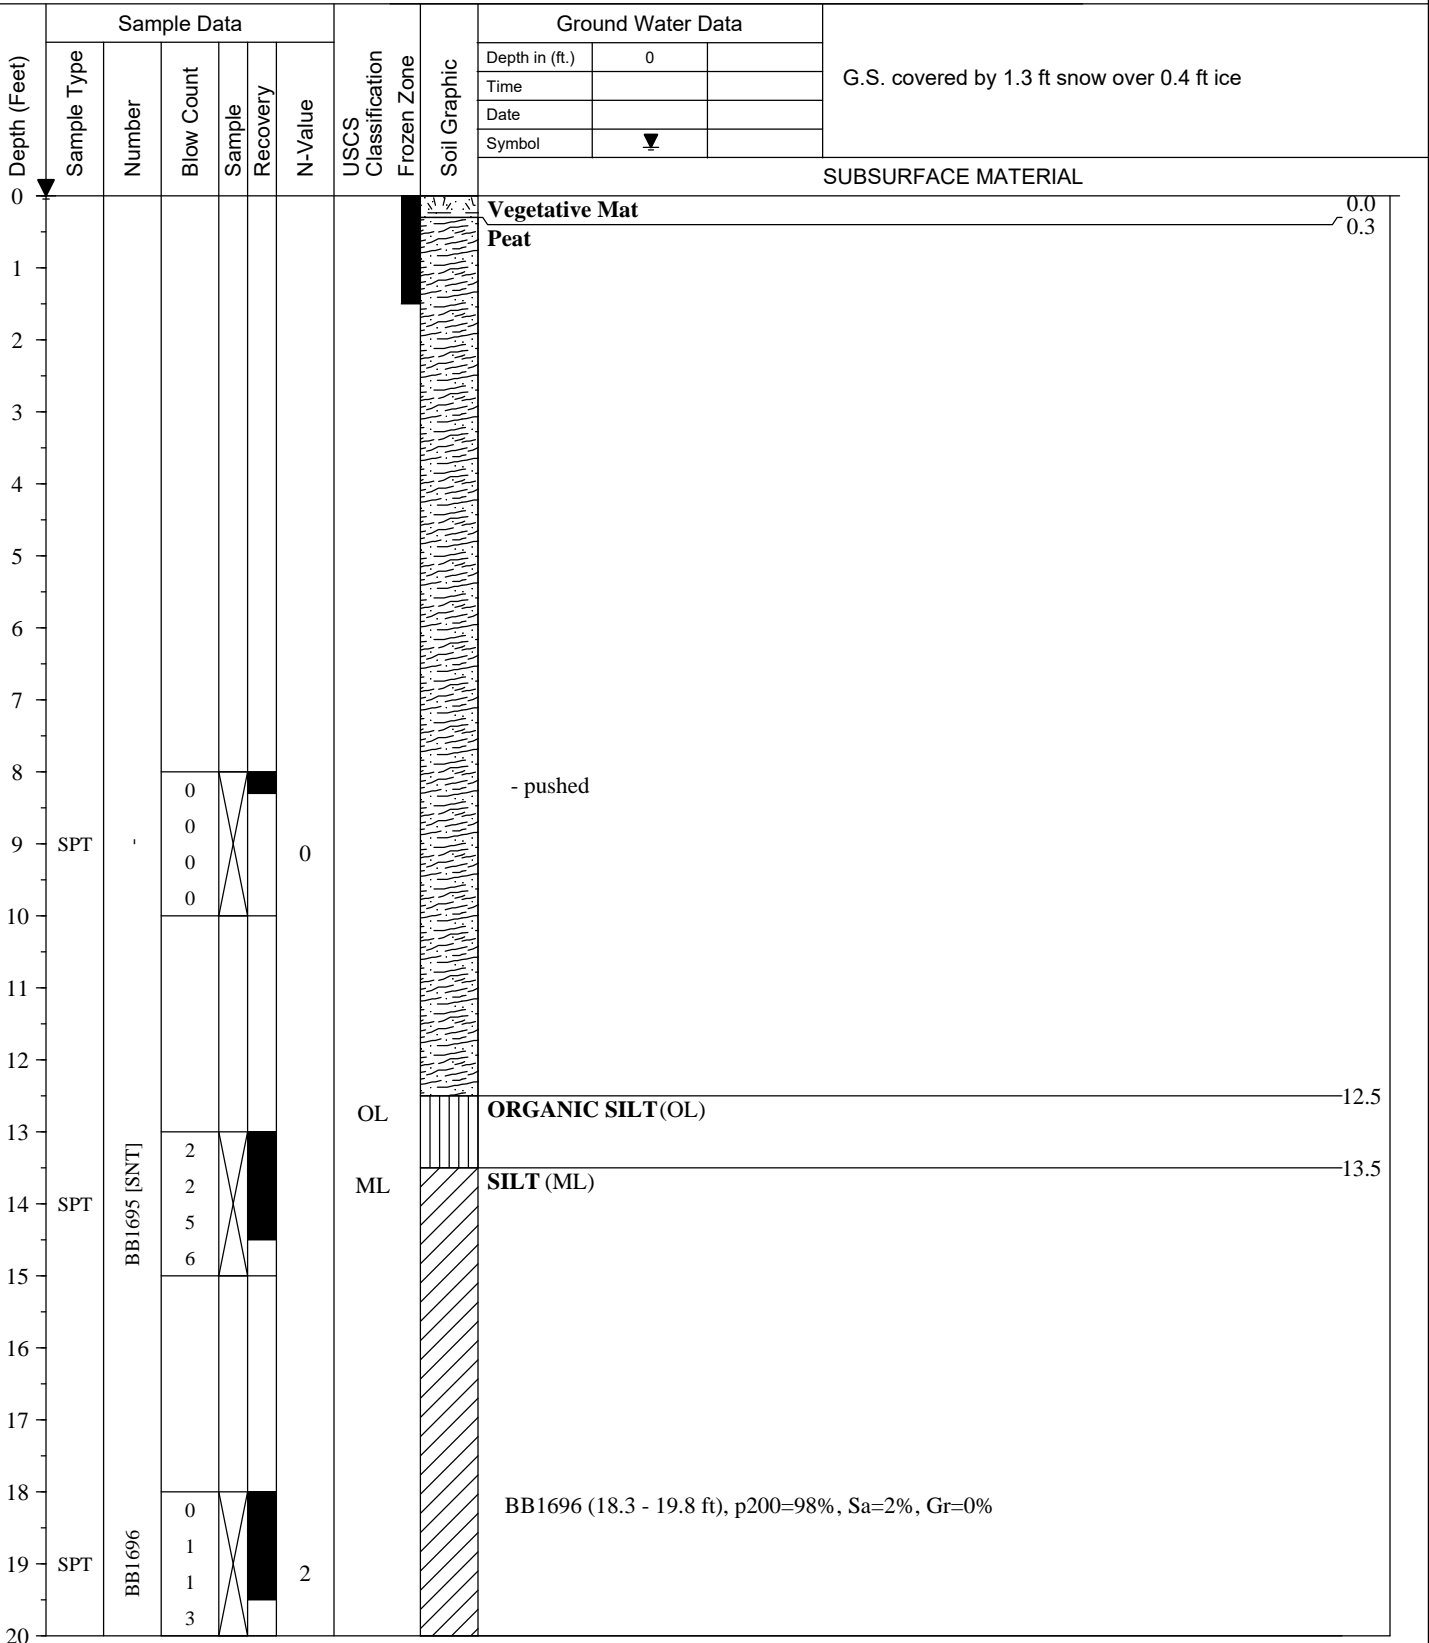 Sample Data
Ground Water Data
Depth (Feet)
Sample Type
Number
Blow Count
Sample
Recovery
N-Value
USCS
Classification
Frozen Zone
Soil Graphic
Depth in (ft.) 0
Time
Date
Symbol
G.S. covered by 1.3 ft snow over 0.4 ft ice
SUBSURFACE MATERIAL
0 Vegetative Mat 0.0
Peat 0.3
1
2
3
4
5
6
7
8 - pushed
0
0
9 SPT - 0
0
0
10
11
12
12.5
OL ORGANIC SILT(OL)
13
2
13.5
BB1695 [SNT] 2 ML SILT (ML)
14 SPT
5
6
15
16
17
18
0 BB1696 (18.3 - 19.8 ft), p200=98%, Sa=2%, Gr=0%
1
19 SPT BB1696 2
1
3
20